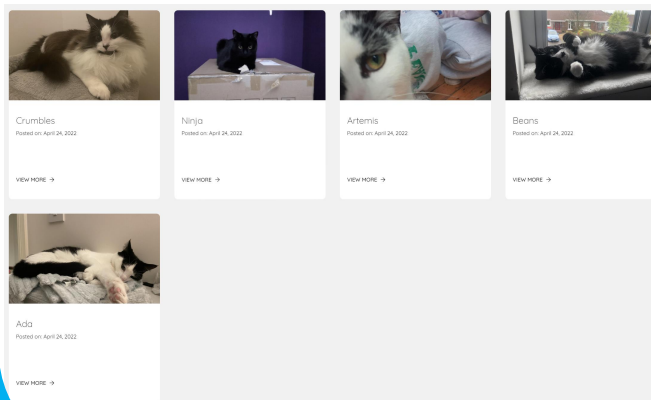 Crumbles
Posted on: April 24, 2022
VIEW MORE →
Ninja
Posted on: April 24, 2022
VIEW MORE →
Artemis
Posted on: April 24, 2022
VIEW MORE →
Beans
Posted on: April 24, 2022
VIEW MORE →
Ada
Posted on: April 24, 2022
VIEW MORE →